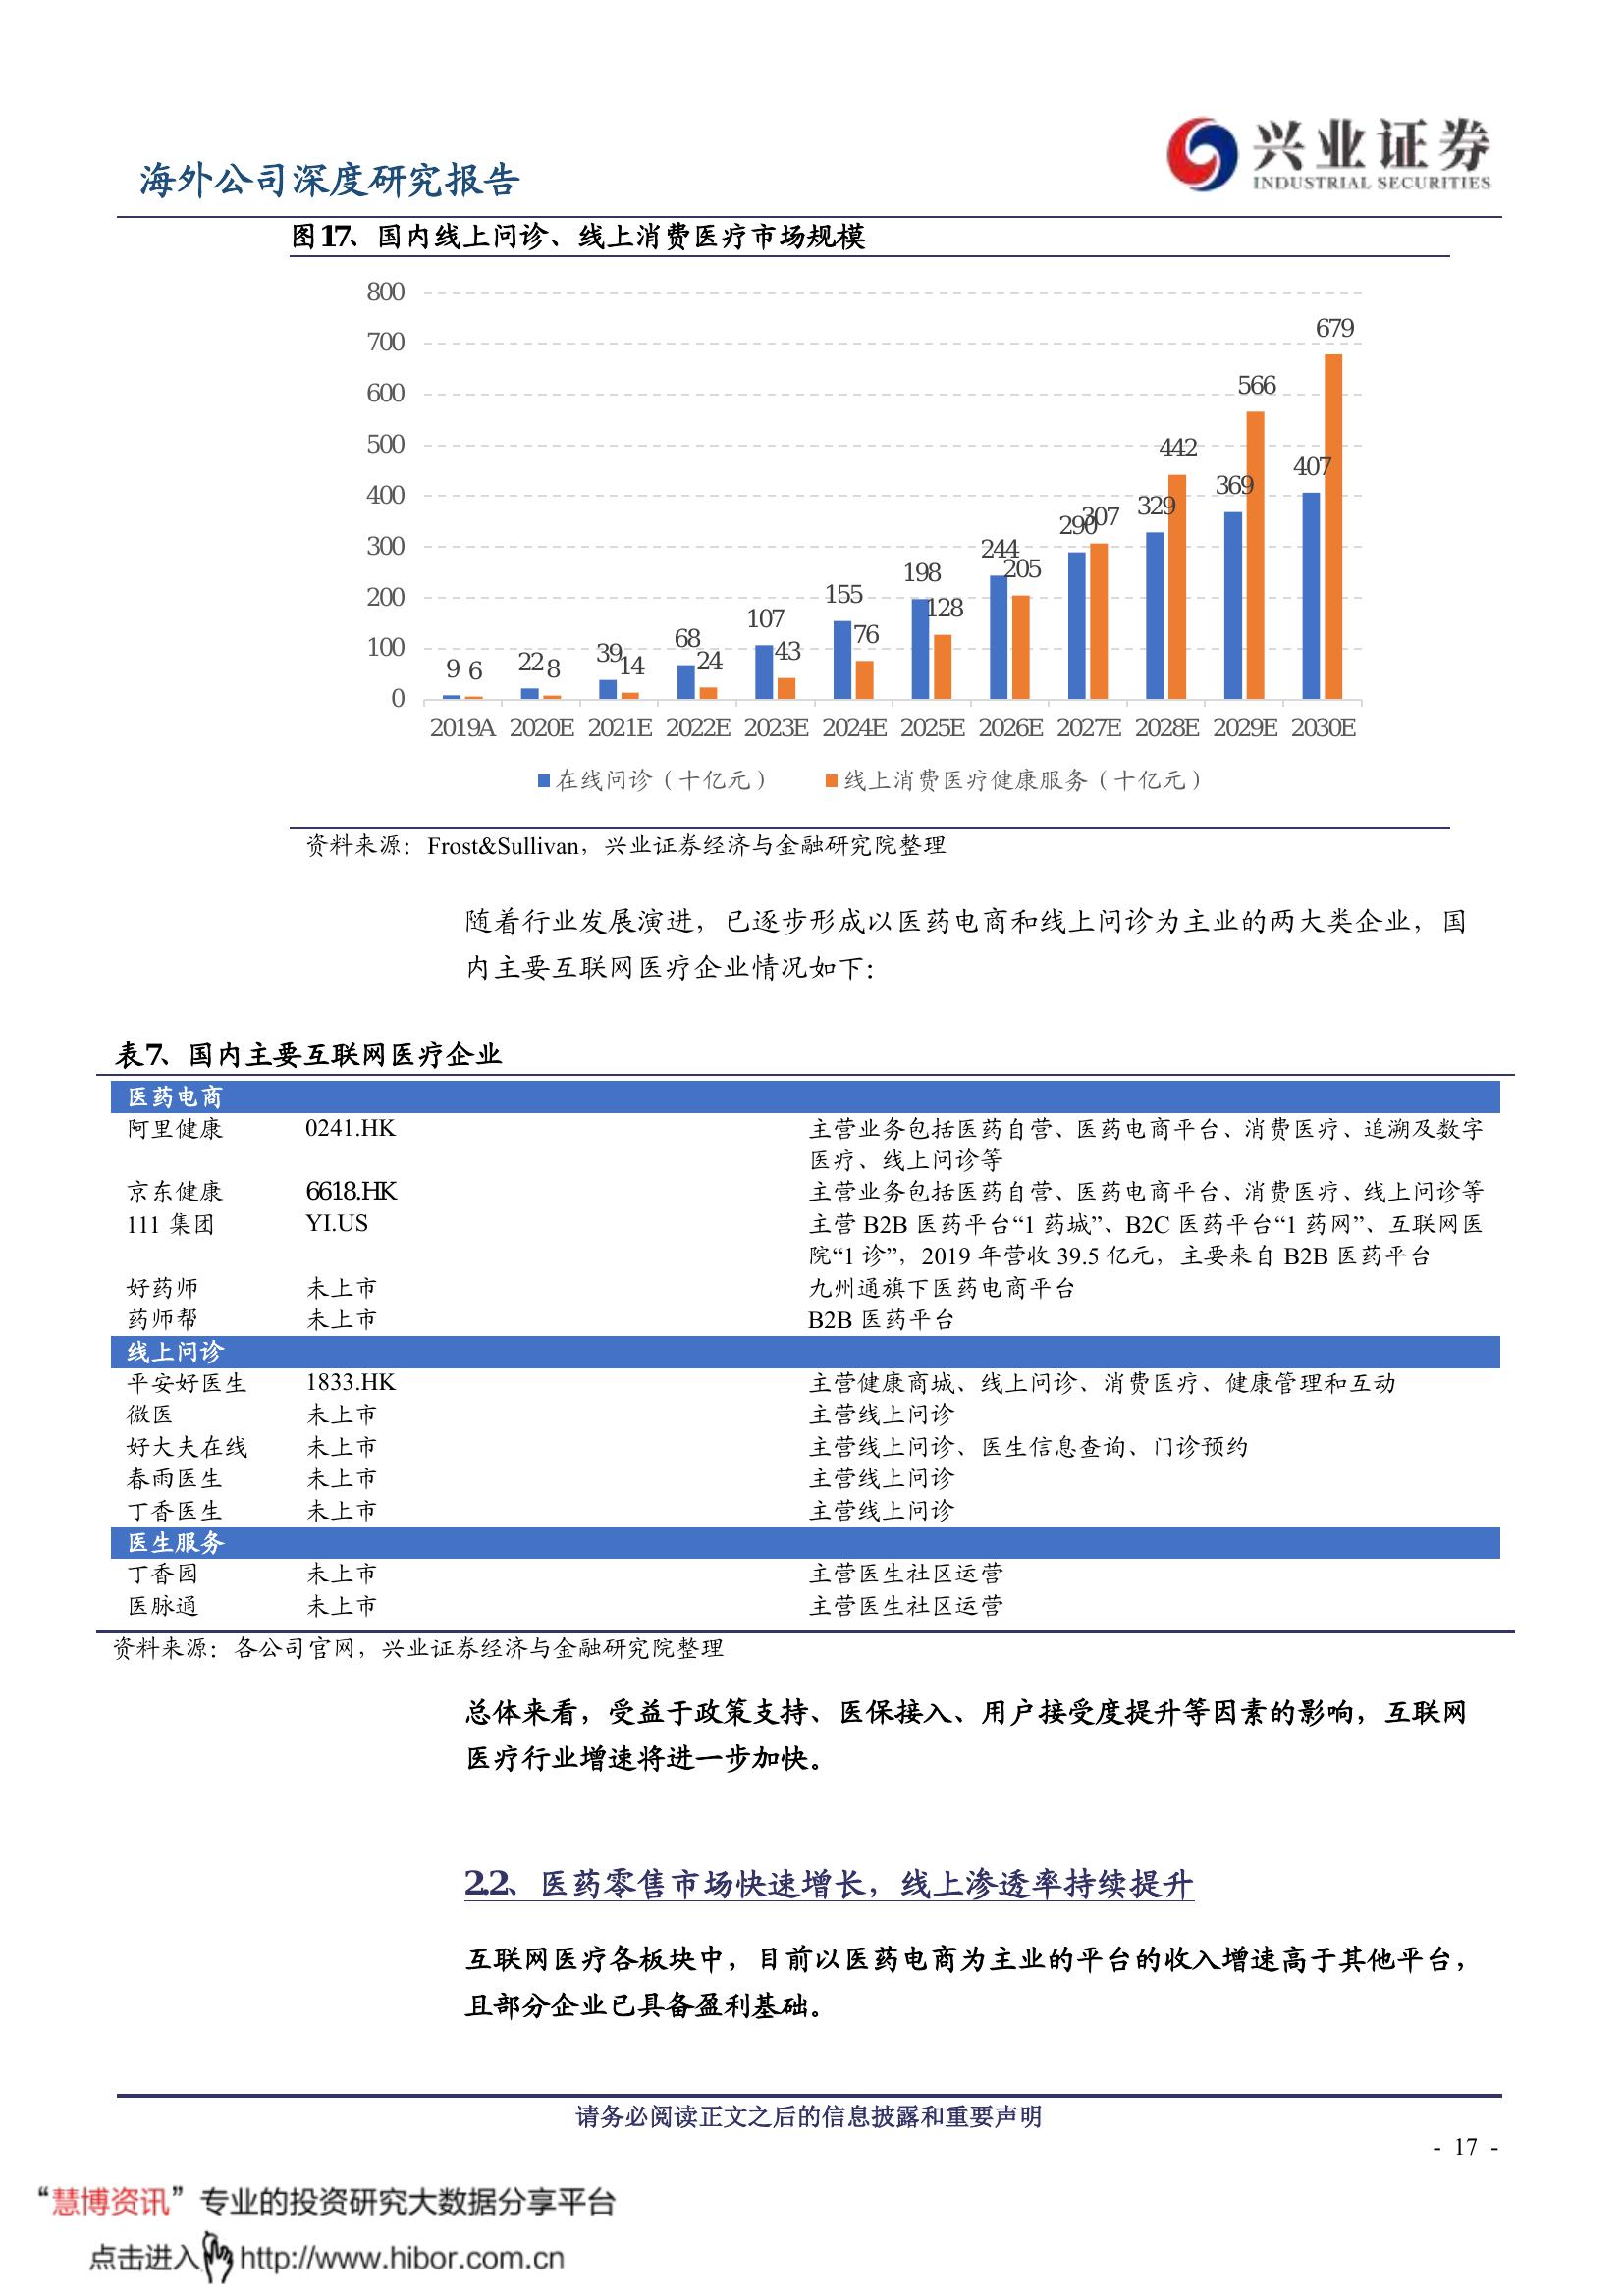 兴业证券
INDUSTRIAL SECURITIES
海外公司深度研究报告
图17、国内线上问诊、线上消费医疗市场规模
800
700
600
500
400
300
200
100
0
9 6
22 8
39 14
68 24
107 43
155 76
198 128
244 205
290 307
329 442
369 566
407 679
2019A 2020E 2021E 2022E 2023E 2024E 2025E 2026E 2027E 2028E 2029E 2030E
在线问诊（十亿元） 线上消费医疗健康服务（十亿元）
资料来源：Frost&Sullivan，兴业证券经济与金融研究院整理
随着行业发展演进，已逐步形成以医药电商和线上问诊为主业的两大类企业，国
内主要互联网医疗企业情况如下：
表7、国内主要互联网医疗企业
医药电商
阿里健康 0241.HK 主营业务包括医药自营、医药电商平台、消费医疗、追溯及数字
医疗、线上问诊等
京东健康 6618.HK 主营业务包括医药自营、医药电商平台、消费医疗、线上问诊等
111 集团 YI.US 主营 B2B 医药平台“1 药城”、B2C 医药平台“1 药网”、互联网医
院“1 诊”，2019 年营收 39.5 亿元，主要来自 B2B 医药平台
好药师 未上市 九州通旗下医药电商平台
药师帮 未上市 B2B 医药平台
线上问诊
平安好医生 1833.HK 主营健康商城、线上问诊、消费医疗、健康管理和互动
微医 未上市 主营线上问诊
好大夫在线 未上市 主营线上问诊、医生信息查询、门诊预约
春雨医生 未上市 主营线上问诊
丁香医生 未上市 主营线上问诊
医生服务
丁香园 未上市 主营医生社区运营
医脉通 未上市 主营医生社区运营
资料来源：各公司官网，兴业证券经济与金融研究院整理
总体来看，受益于政策支持、医保接入、用户接受度提升等因素的影响，互联网
医疗行业增速将进一步加快。
2.2、医药零售市场快速增长，线上渗透率持续提升
互联网医疗各板块中，目前以医药电商为主业的平台的收入增速高于其他平台，
且部分企业已具备盈利基础。
请务必阅读正文之后的信息披露和重要声明
- 17 -
“慧博资讯”专业的投资研究大数据分享平台
点击进入 http://www.hibor.com.cn